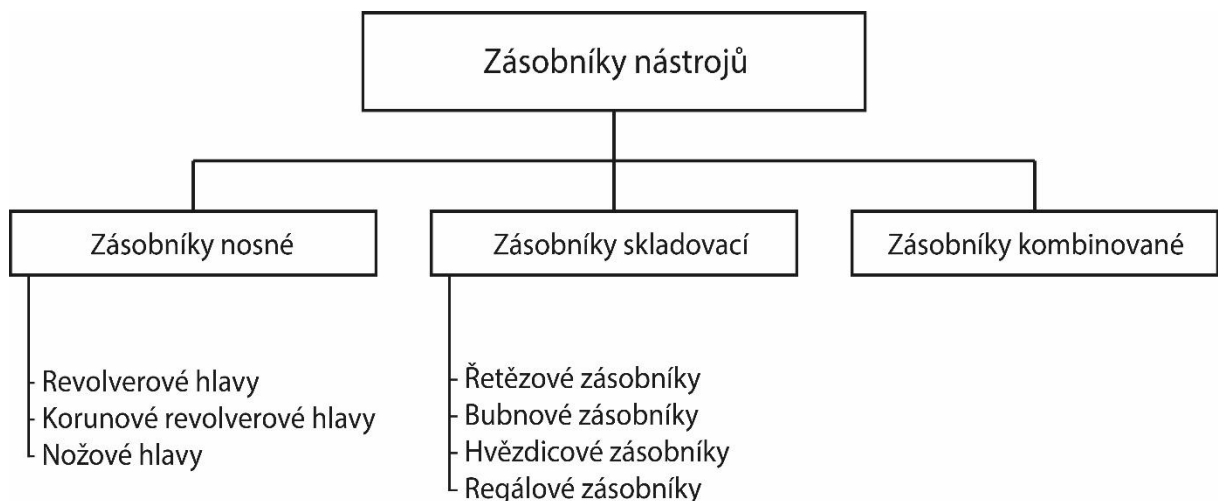 Zásobníky nástrojů
Zásobníky nosné
Zásobníky skladovací
Zásobníky kombinované
- Revolverové hlavy
- Korunové revolverové hlavy
- Nožové hlavy
- Řetězové zásobníky
- Bubnové zásobníky
- Hvězdicové zásobníky
- Regálové zásobníky